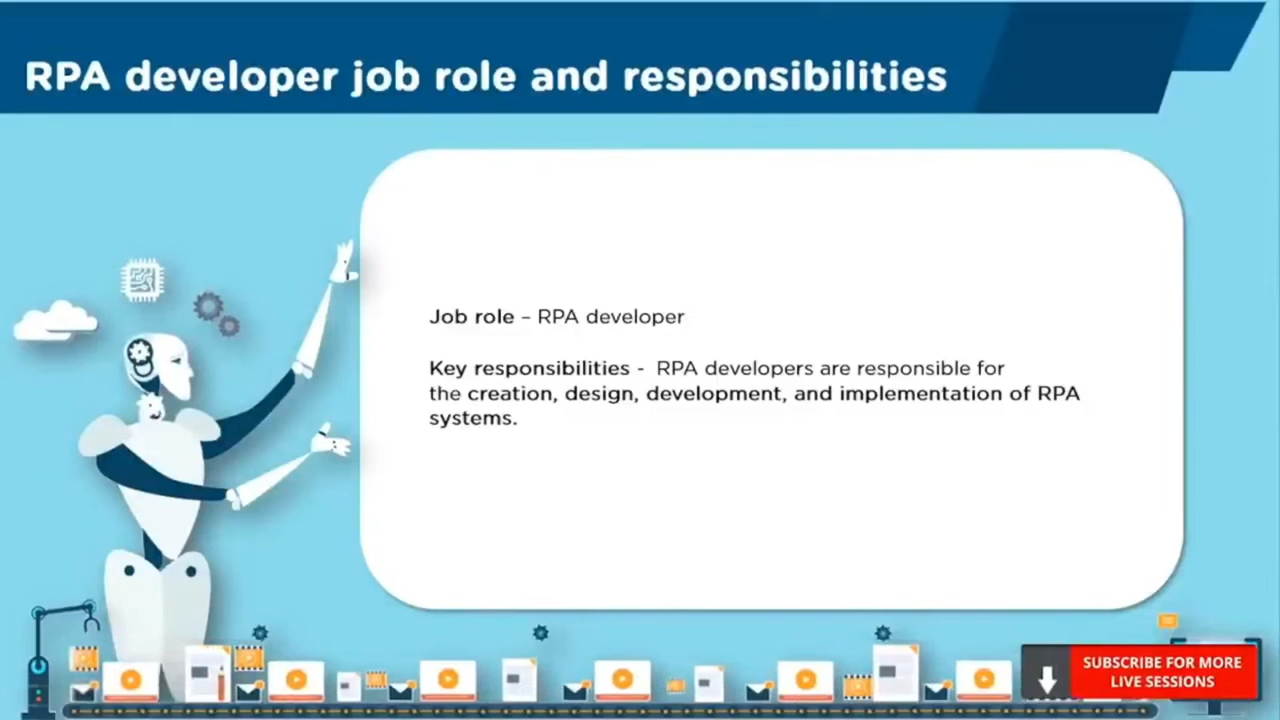 RPA developer job role and responsibilities
Job role – RPA developer
Key responsibilities - RPA developers are responsible for
the creation, design, development, and implementation of RPA
systems.
SUBSCRIBE FOR MORE
LIVE SESSIONS